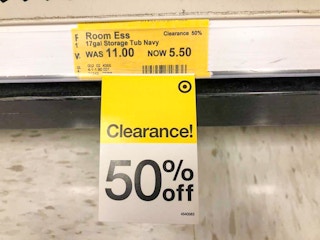 Room Ess
Clearance 50%
17gal Storage Tub Navy
WAS 11.00 NOW 5.50
Clearance!
50% off